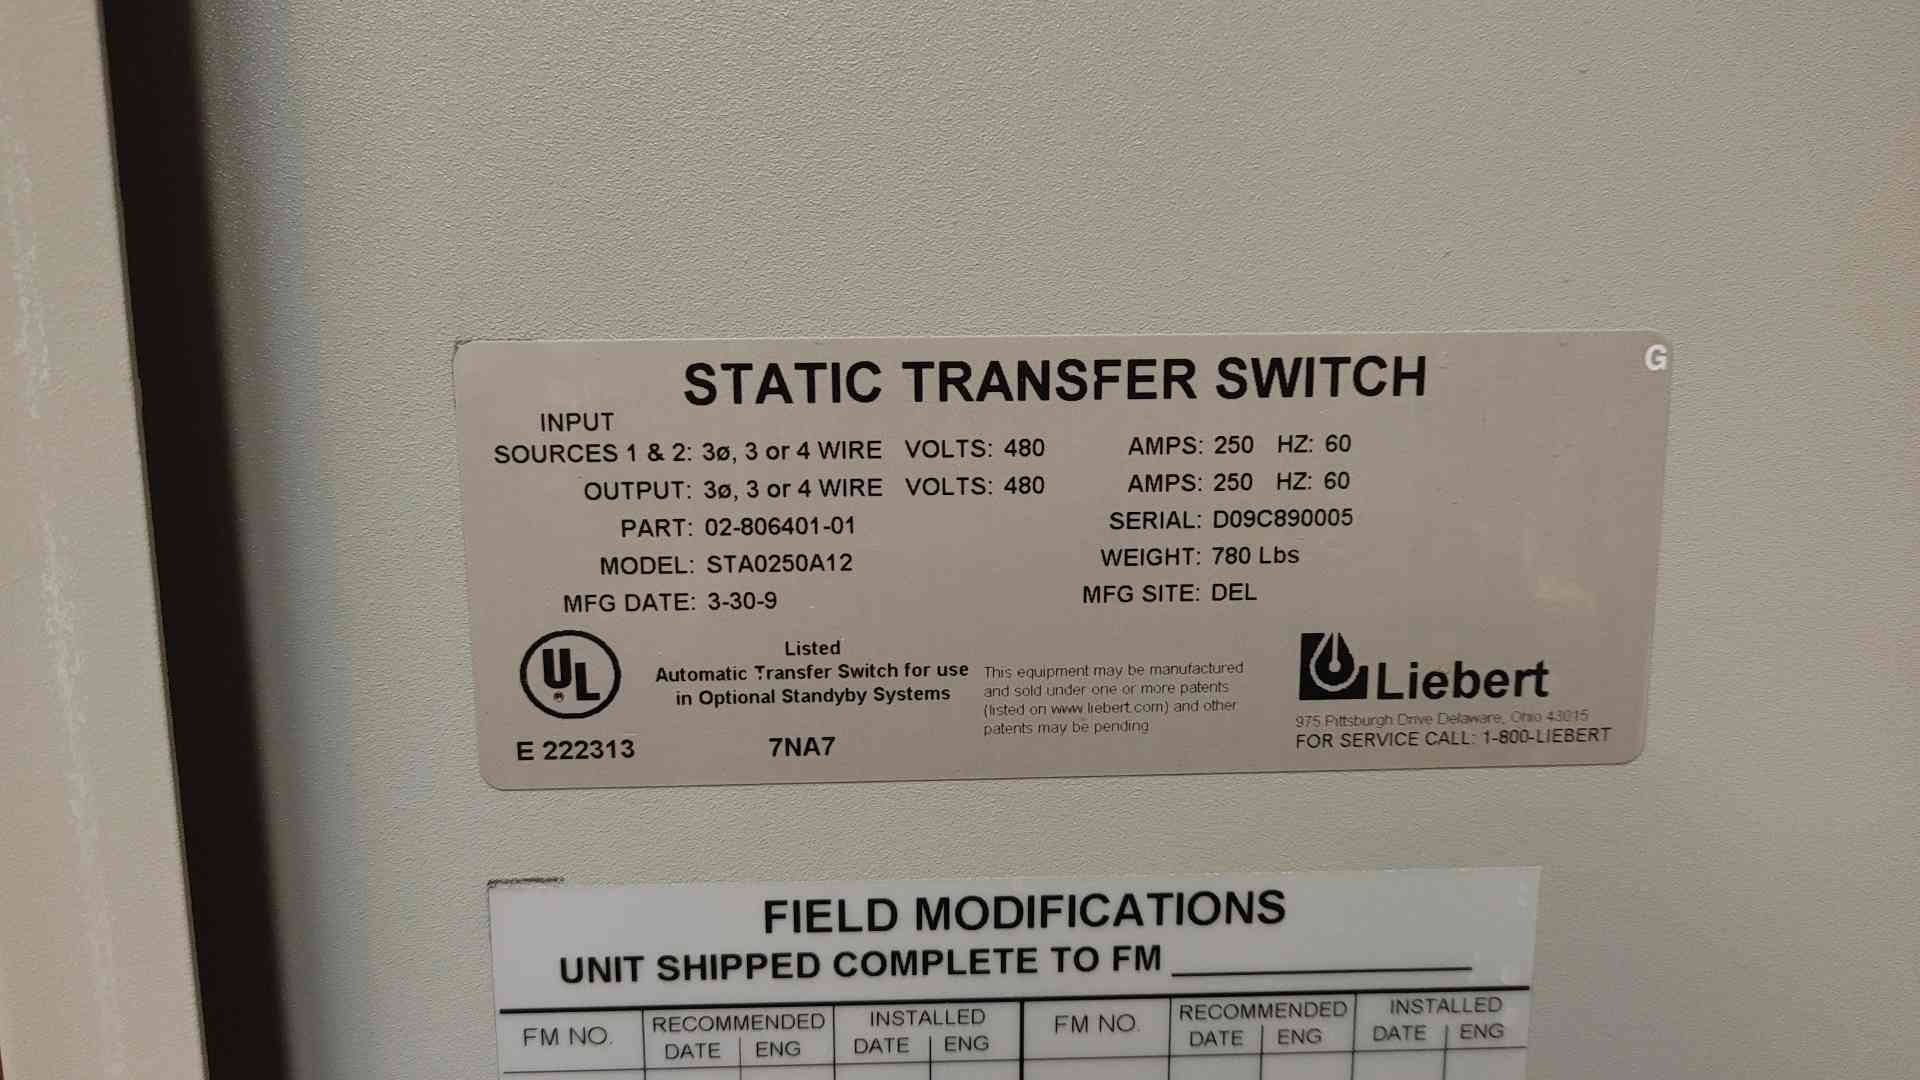 STATIC TRANSFER SWITCH
G
INPUT
SOURCES 1 & 2: 3ø, 3 or 4 WIRE VOLTS: 480 AMPS: 250 HZ: 60
OUTPUT: 3ø, 3 or 4 WIRE VOLTS: 480 AMPS: 250 HZ: 60
PART: 02-806401-01 SERIAL: D09C890005
MODEL: STA0250A12 WEIGHT: 780 Lbs
MFG DATE: 3-30-9 MFG SITE: DEL
UL
®
E 222313
Listed
Automatic Transfer Switch for use
in Optional Standyby Systems
7NA7
This equipment may be manufactured
and sold under one or more patents
(listed on www.liebert.com) and other
patents may be pending
Liebert
975 Pittsburgh Drive Delaware, Ohio 43015
FOR SERVICE CALL: 1-800-LIEBERT
FIELD MODIFICATIONS
UNIT SHIPPED COMPLETE TO FM
FM NO. RECOMMENDED INSTALLED FM NO. RECOMMENDED INSTALLED
DATE ENG DATE ENG DATE ENG DATE ENG